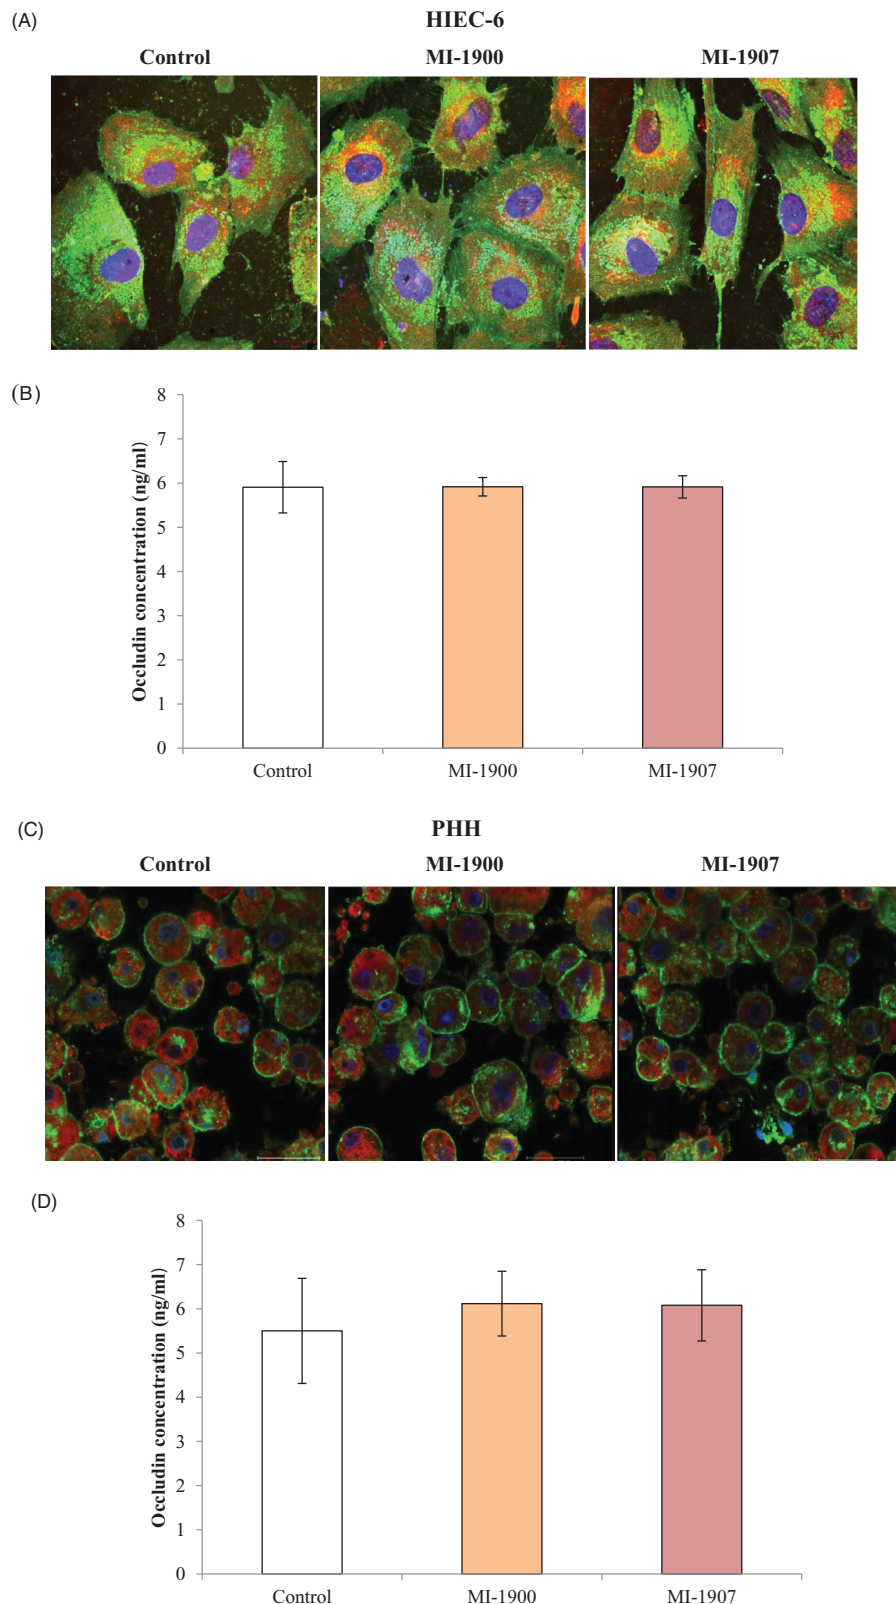 (A)
HIEC-6
Control MI-1900 MI-1907
(B)
8
7
6
5
4
3
2
1
0
Occludin concentration (ng/ml)
Control MI-1900 MI-1907
(C)
PHH
Control MI-1900 MI-1907
(D)
8
7
6
5
4
3
2
1
0
Occludin concentration (ng/ml)
Control MI-1900 MI-1907